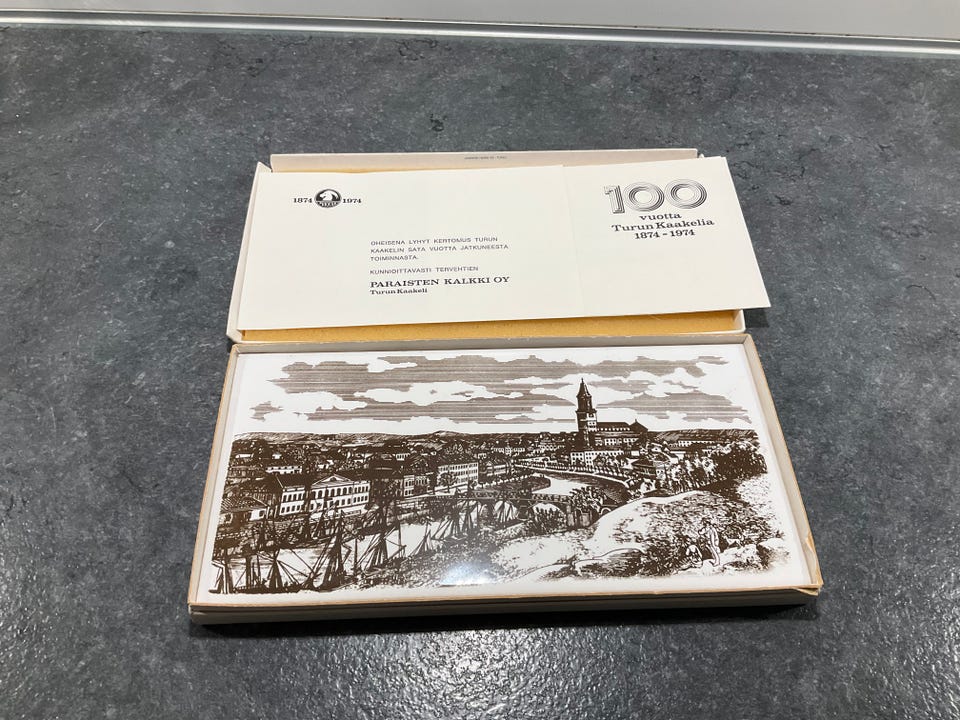 1874 1974
OHEISENA LYHYT KERTOMUS TURUN
KAAKELIN SATA VUOTTA JATKUNEESTA
TOIMINNASTA.
KUNNIOITTAVASTI TERVEHTIEN
PARAISTEN KALKKI OY
Turun Kaakeli
100
vuotta
Turun Kaakelia
1874-1974